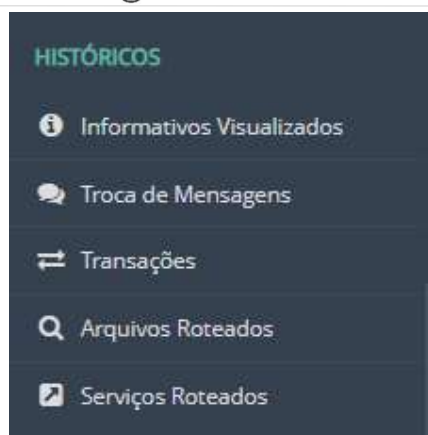 HISTÓRICOS
Informativos Visualizados
Troca de Mensagens
Transações
Arquivos Roteados
Serviços Roteados